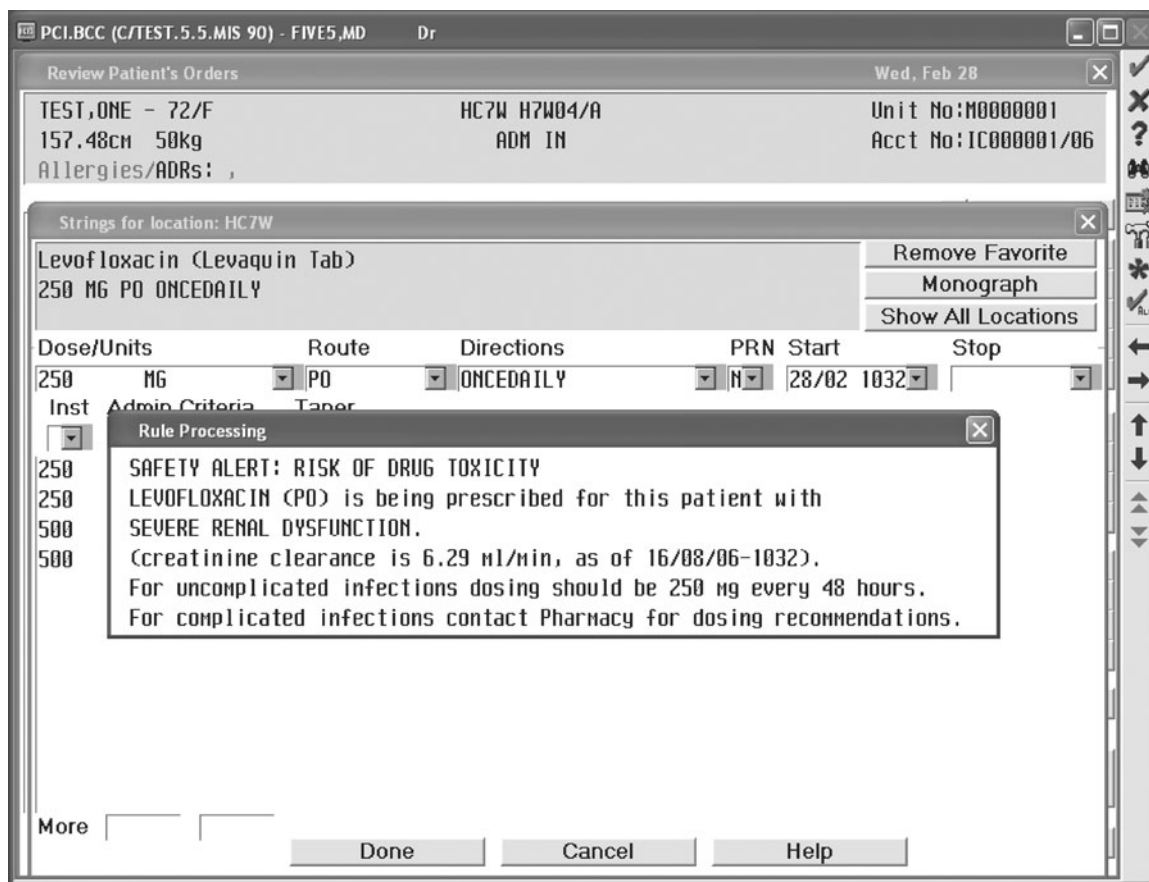 PCI.BCC (C/TEST.5.5.MIS 90) - FIVE5,MD Dr
Review Patient's Orders Wed, Feb 28
TEST,ONE - 72/F HC7W H7W04/A Unit No:M0000001
157.48cm 50Kg ADM IN Acct No:IC000001/06
Allergies/ADRs: ,
Strings for location: HC7W
Levofloxacin (Levaquin Tab) Remove Favorite
250 MG PO ONCEDAILY Monograph
Show All Locations
Dose/Units Route Directions PRN Start Stop
250 MG PO ONCEDAILY N 28/02 1032
Inst Admin Criteria Taper
Rule Processing
250 SAFETY ALERT: RISK OF DRUG TOXICITY
250 LEVOFLOXACIN (PO) is being prescribed for this patient with
500 SEVERE RENAL DYSFUNCTION.
500 (creatinine clearance is 6.29 ml/min, as of 16/08/06-1032).
For uncomplicated infections dosing should be 250 mg every 48 hours.
For complicated infections contact Pharmacy for dosing recommendations.
More
Done Cancel Help